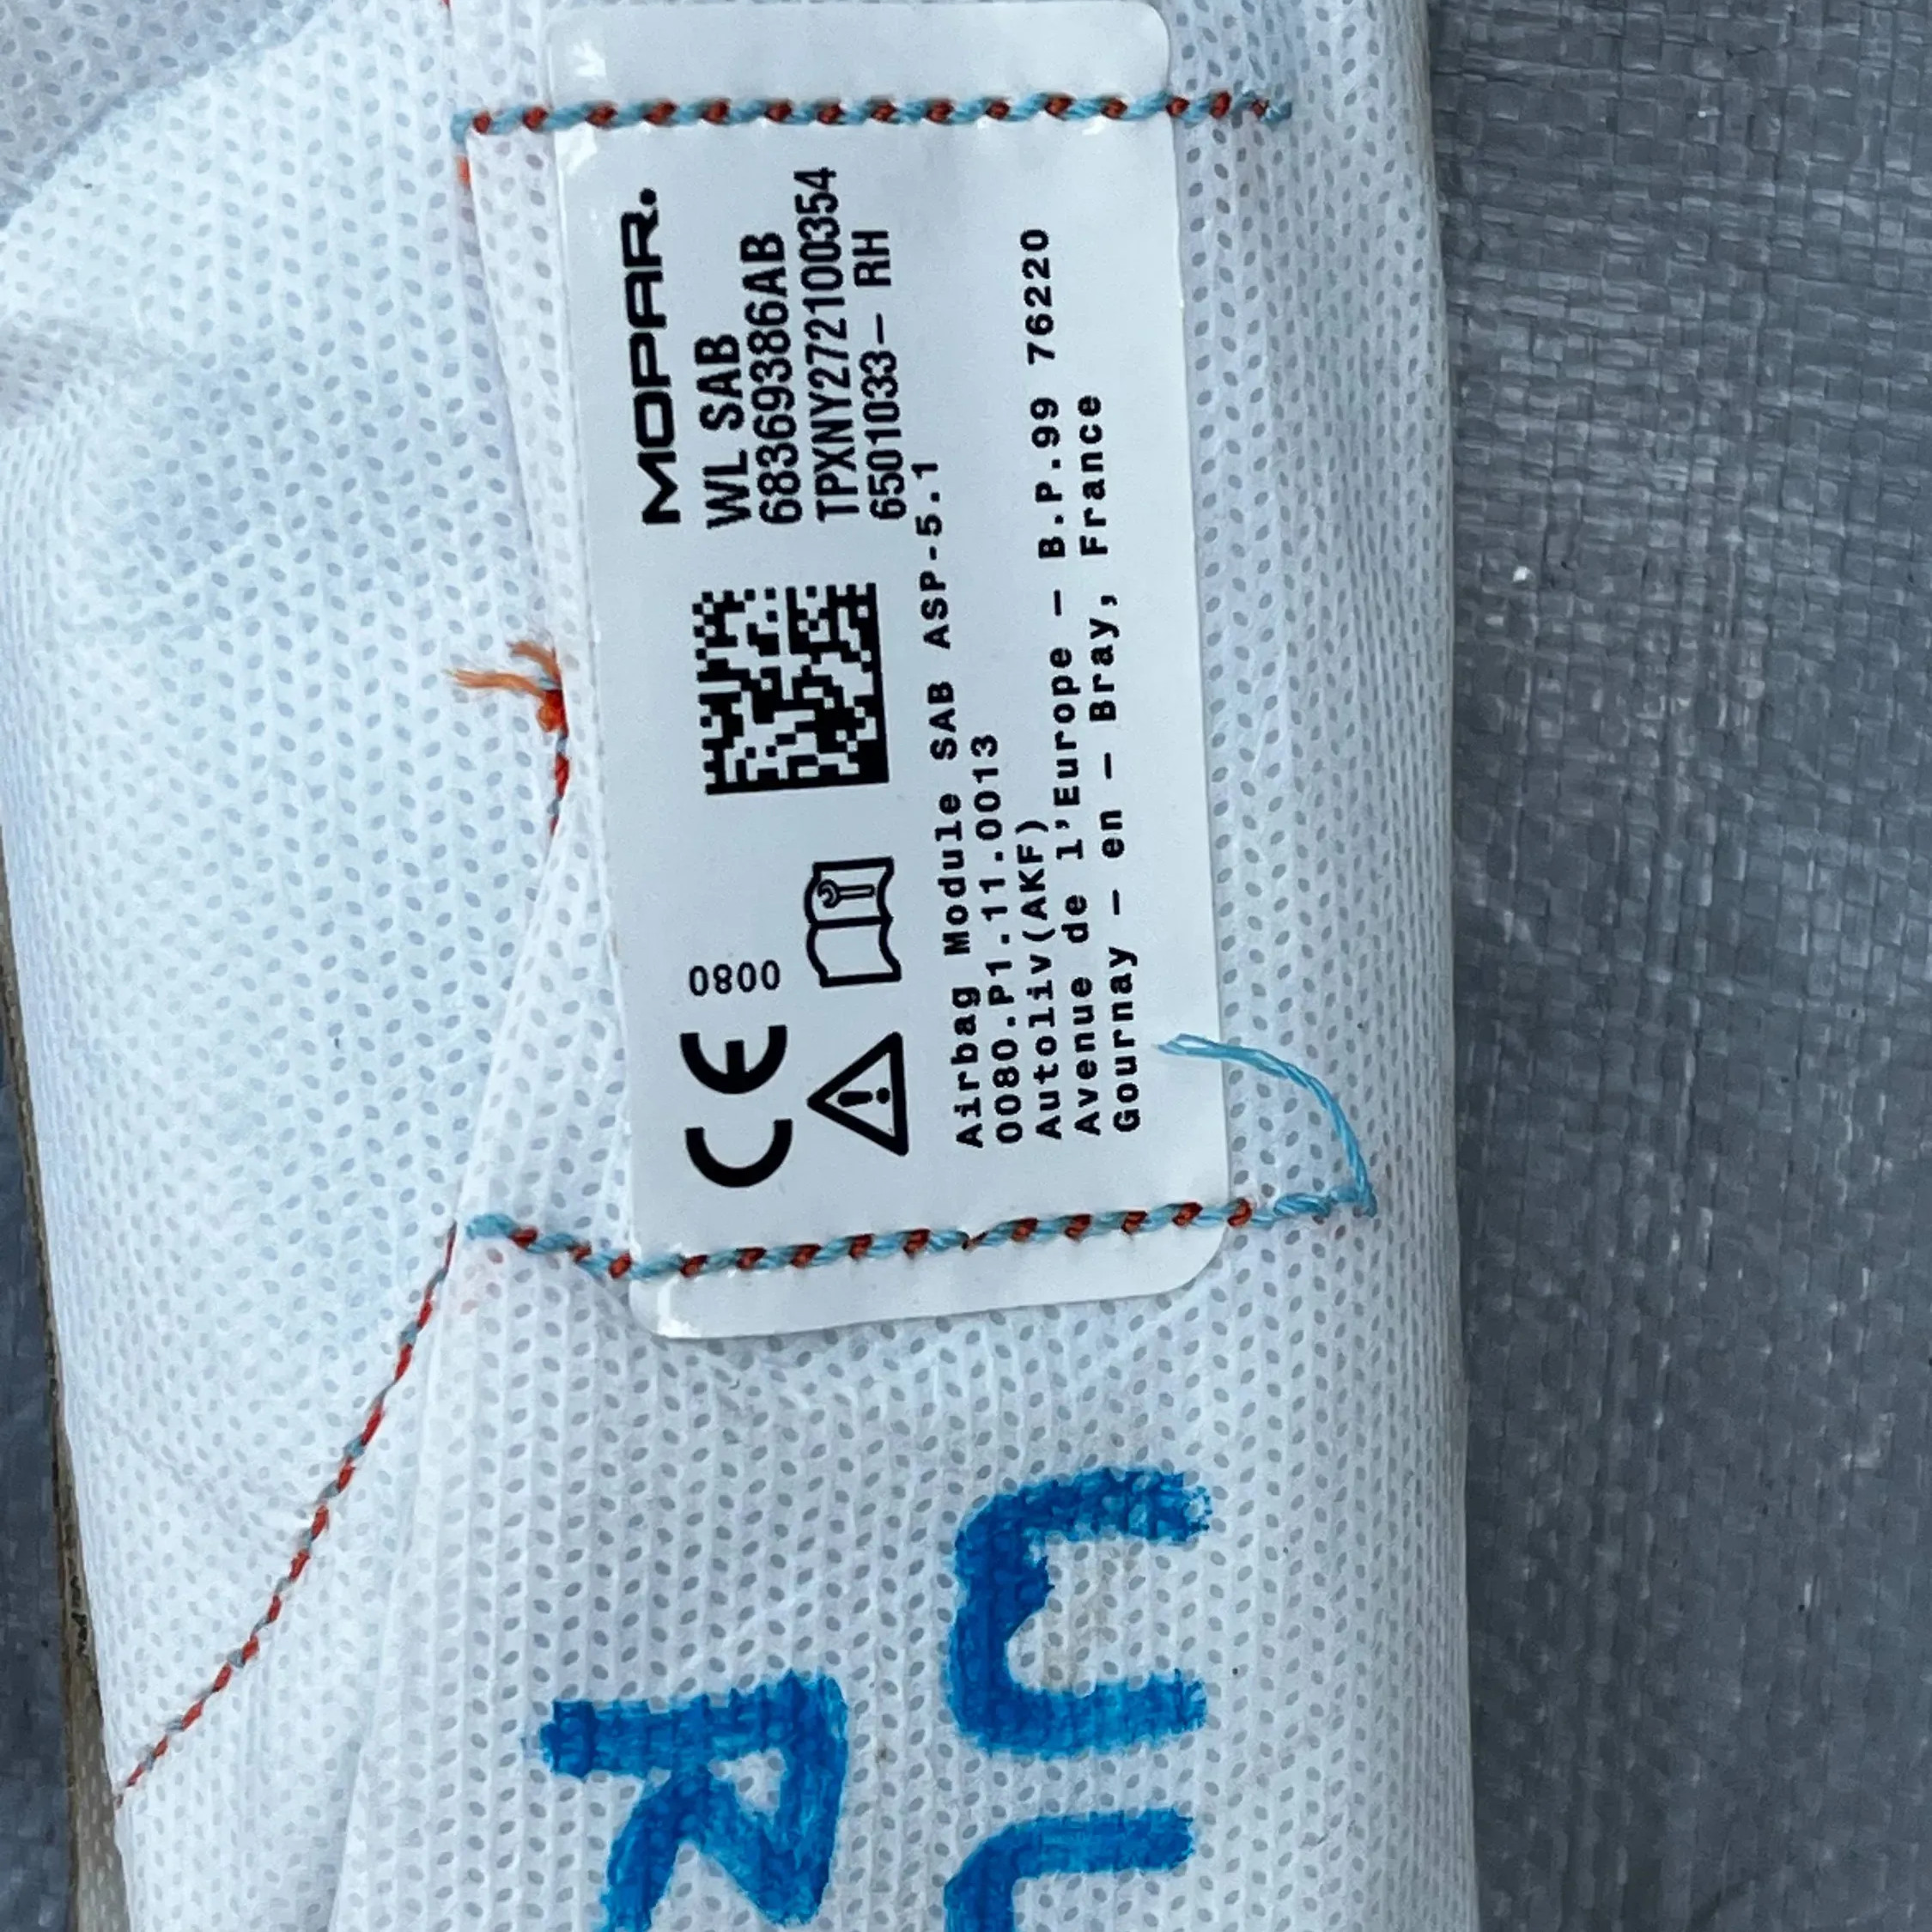 MOPAR.
WL SAB
68369386AB
TPXNY272100354
6501033- RH
CE 0080
Airbag Module SAB ASP-5.1
0080.P1.11.0013
Autoliv(AKF)
Avenue de l'Europe - B.P.99 76220
Gournay - en - Bray, France
R